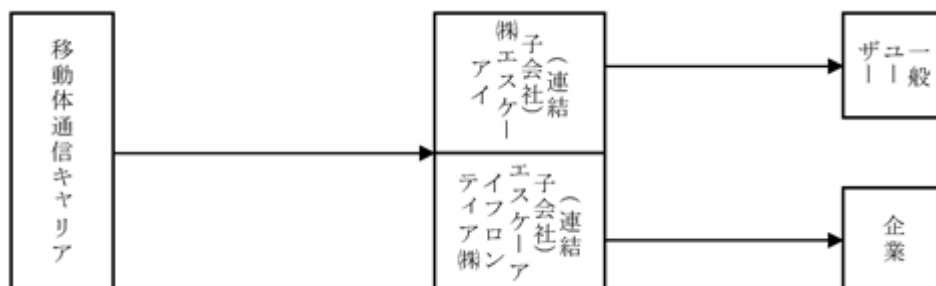 移動体通信キャリア
(連結
子会社)
㈱エスケー
アイ
(連結
子会社)
エスケーア
イフロン
ティア㈱
一般
ユー
ザー
企業